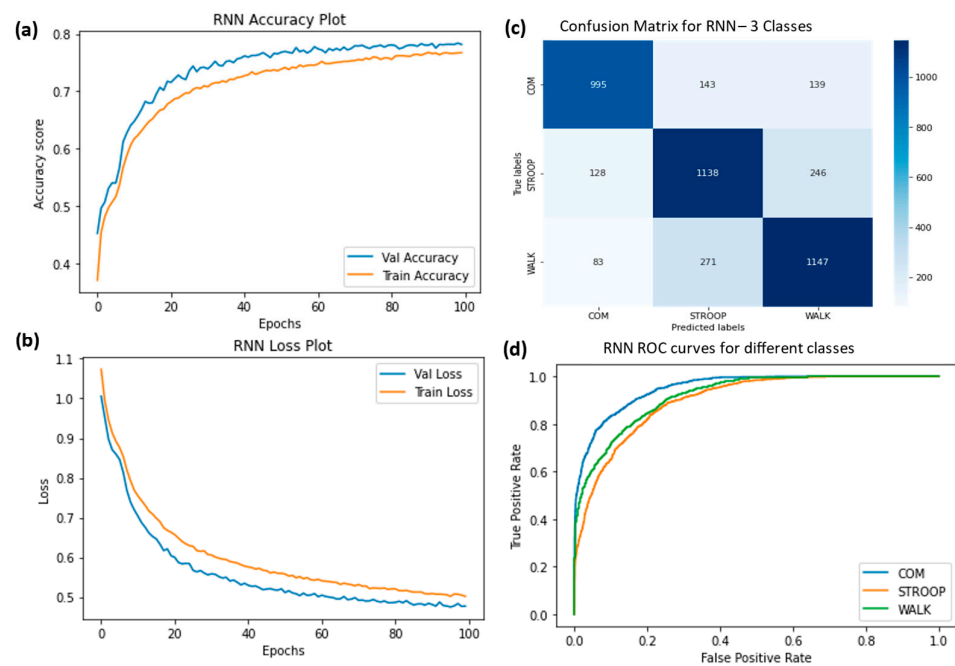 (a)
RNN Accuracy Plot
0.8
0.7
0.6
0.5
0.4
Accuracy score
Val Accuracy
Train Accuracy
0 20 40 60 80 100
Epochs
(b)
RNN Loss Plot
1.1
1.0
0.9
0.8
0.7
0.6
0.5
Loss
Val Loss
Train Loss
0 20 40 60 80 100
Epochs
(c)
Confusion Matrix for RNN – 3 Classes
True labels
COM
995 143 139
STROOP
128 1138 246
WALK
83 271 1147
COM STROOP WALK
Predicted labels
1000
800
600
400
200
(d)
RNN ROC curves for different classes
1.0
0.8
0.6
0.4
0.2
0.0
True Positive Rate
COM
STROOP
WALK
0.0 0.2 0.4 0.6 0.8 1.0
False Positive Rate